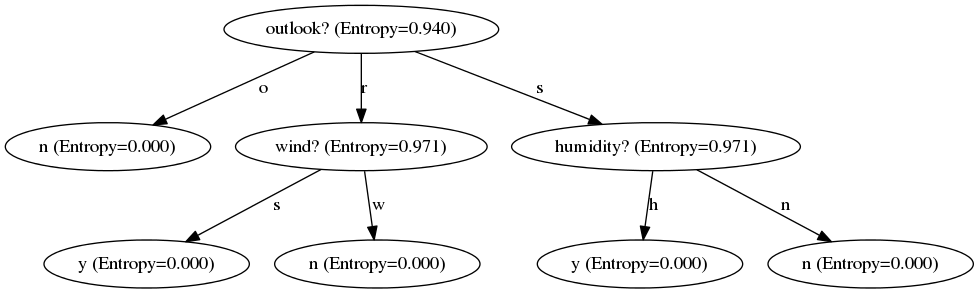 outlook? (Entropy=0.940)
o
r
s
n (Entropy=0.000)
wind? (Entropy=0.971)
humidity? (Entropy=0.971)
s
w
h
n
y (Entropy=0.000)
n (Entropy=0.000)
y (Entropy=0.000)
n (Entropy=0.000)